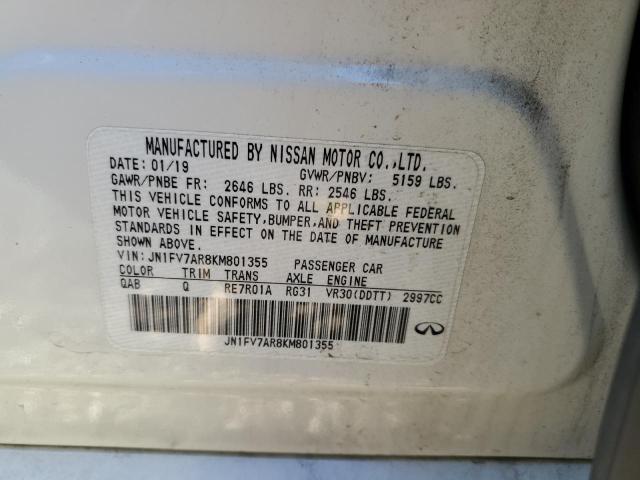 MANUFACTURED BY NISSAN MOTOR CO.,LTD.
DATE: 01/19 GVWR/PNBV: 5159 LBS.
GAWR/PNBE FR: 2646 LBS. RR: 2546 LBS.
THIS VEHICLE CONFORMS TO ALL APPLICABLE FEDERAL
MOTOR VEHICLE SAFETY,BUMPER,AND THEFT PREVENTION
STANDARDS IN EFFECT ON THE DATE OF MANUFACTURE
SHOWN ABOVE.
VIN: JN1FV7AR8KM801355 PASSENGER CAR
COLOR TRIM TRANS AXLE ENGINE
QAB Q RE7R01A RG31 VR30(DDTT) 2997CC
JN1FV7AR8KM801355